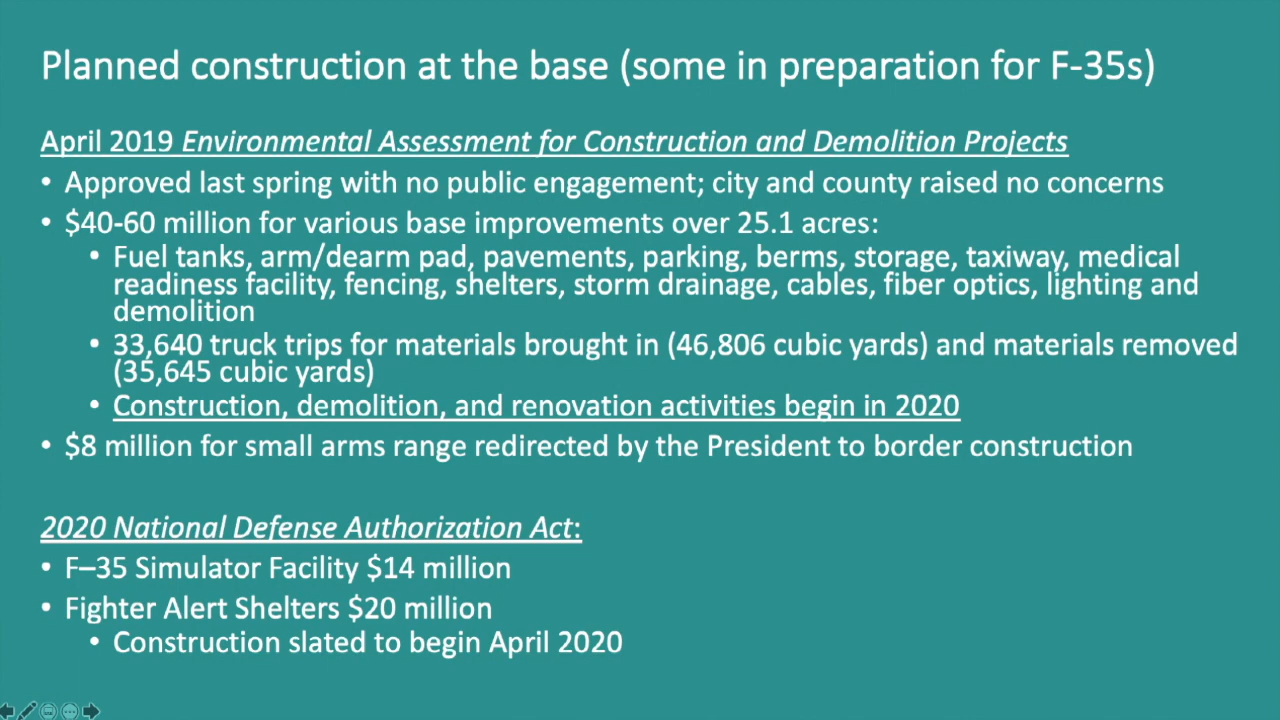 Planned construction at the base (some in preparation for F-35s)
April 2019 Environmental Assessment for Construction and Demolition Projects
• Approved last spring with no public engagement; city and county raised no concerns
• $40-60 million for various base improvements over 25.1 acres:
• Fuel tanks, arm/dearm pad, pavements, parking, berms, storage, taxiway, medical
readiness facility, fencing, shelters, storm drainage, cables, fiber optics, lighting and
demolition
• 33,640 truck trips for materials brought in (46,806 cubic yards) and materials removed
(35,645 cubic yards)
• Construction, demolition, and renovation activities begin in 2020
• $8 million for small arms range redirected by the President to border construction
2020 National Defense Authorization Act:
• F–35 Simulator Facility $14 million
• Fighter Alert Shelters $20 million
• Construction slated to begin April 2020